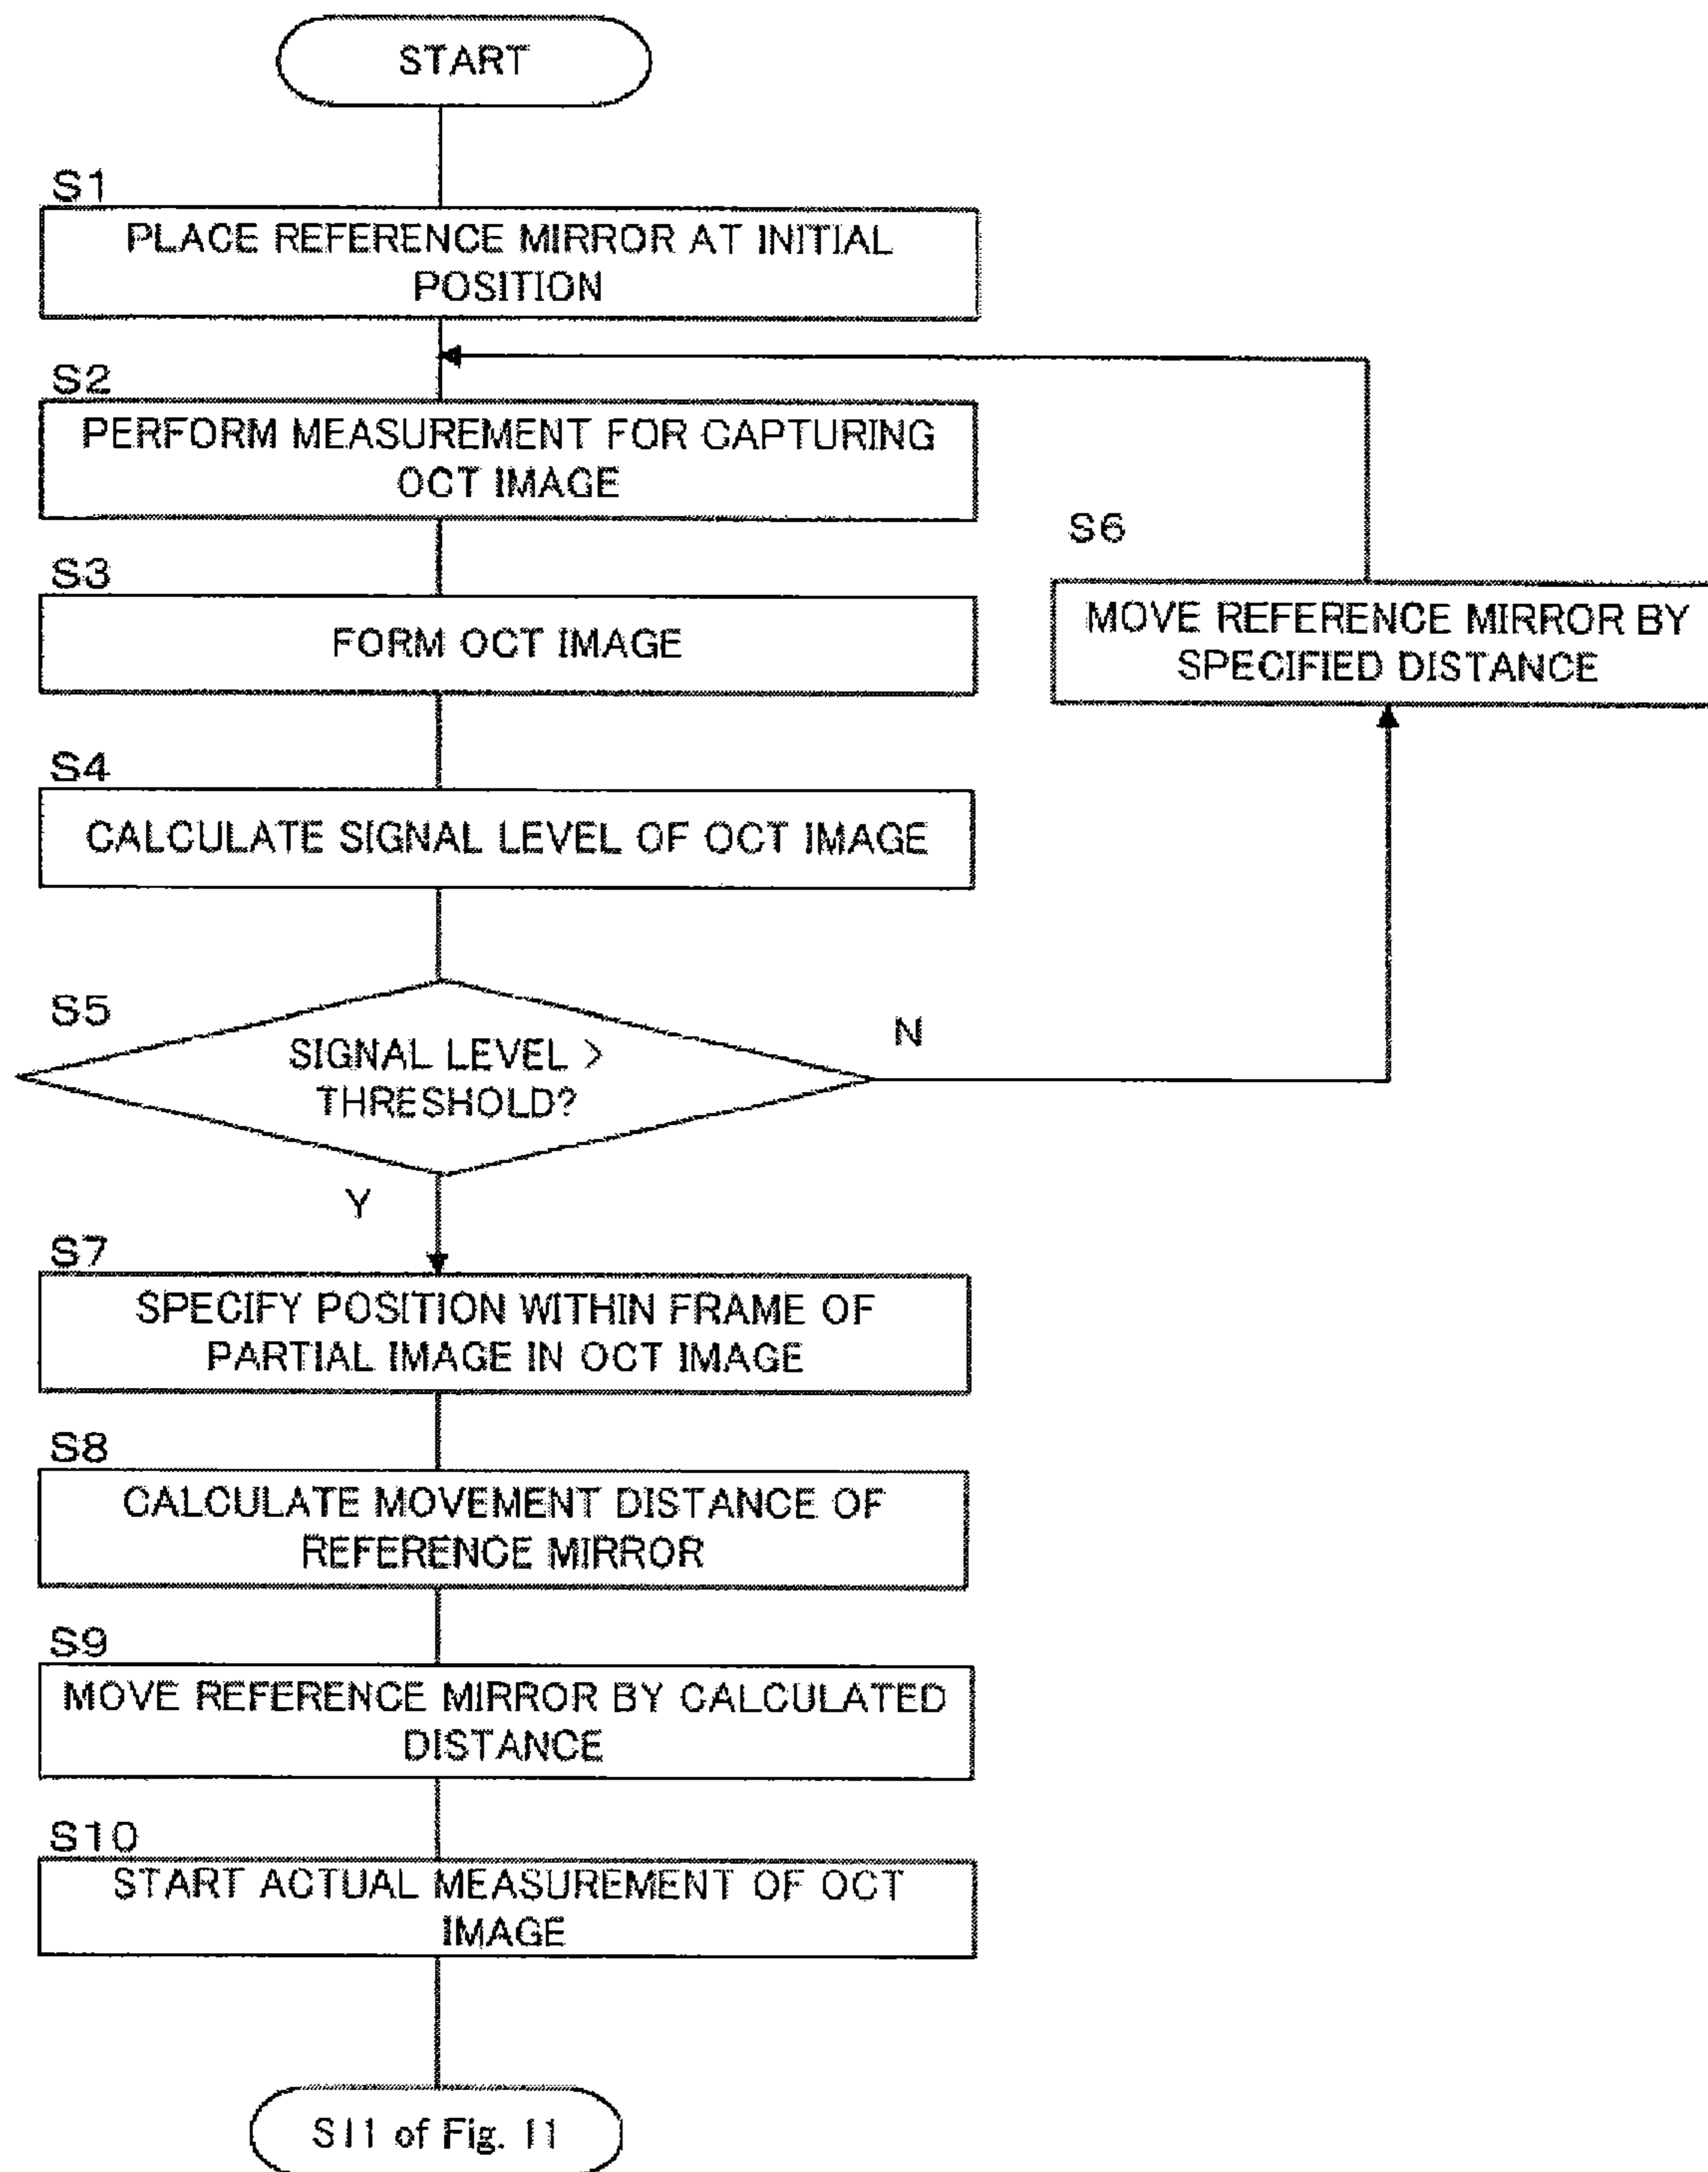 START
S1
PLACE REFERENCE MIRROR AT INITIAL
POSITION
S2
PERFORM MEASUREMENT FOR CAPTURING
OCT IMAGE
S3
FORM OCT IMAGE
S4
CALCULATE SIGNAL LEVEL OF OCT IMAGE
S5
SIGNAL LEVEL >
THRESHOLD?
N
S6
MOVE REFERENCE MIRROR BY
SPECIFIED DISTANCE
Y
S7
SPECIFY POSITION WITHIN FRAME OF
PARTIAL IMAGE IN OCT IMAGE
S8
CALCULATE MOVEMENT DISTANCE OF
REFERENCE MIRROR
S9
MOVE REFERENCE MIRROR BY CALCULATED
DISTANCE
S10
START ACTUAL MEASUREMENT OF OCT
IMAGE
S11 of Fig. 11